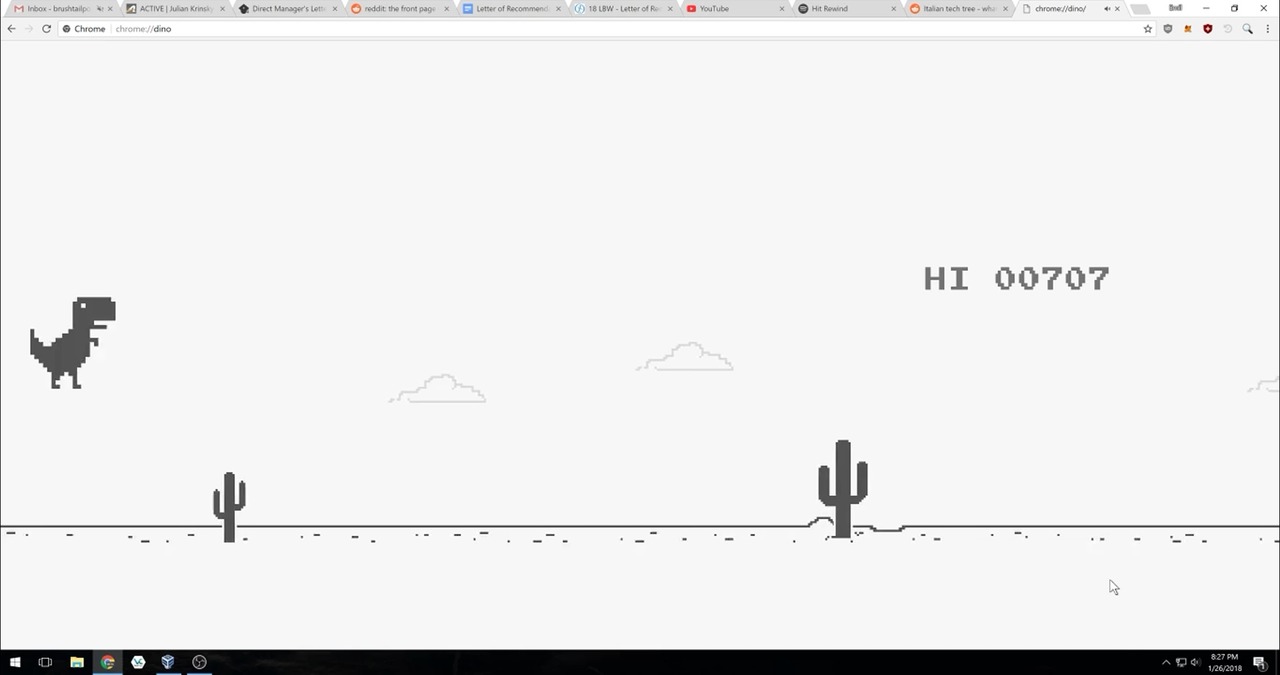 Inbox - brushtailp
ACTIVE | Julian Krinsky
Direct Manager's Lett
reddit: the front page
Letter of Recommend
18 LBW - Letter of Re
YouTube
Hit Rewind
Italian tech tree - wha
chrome://dino/
Chrome
chrome://dino
HI 00707
8:27 PM
1/26/2018